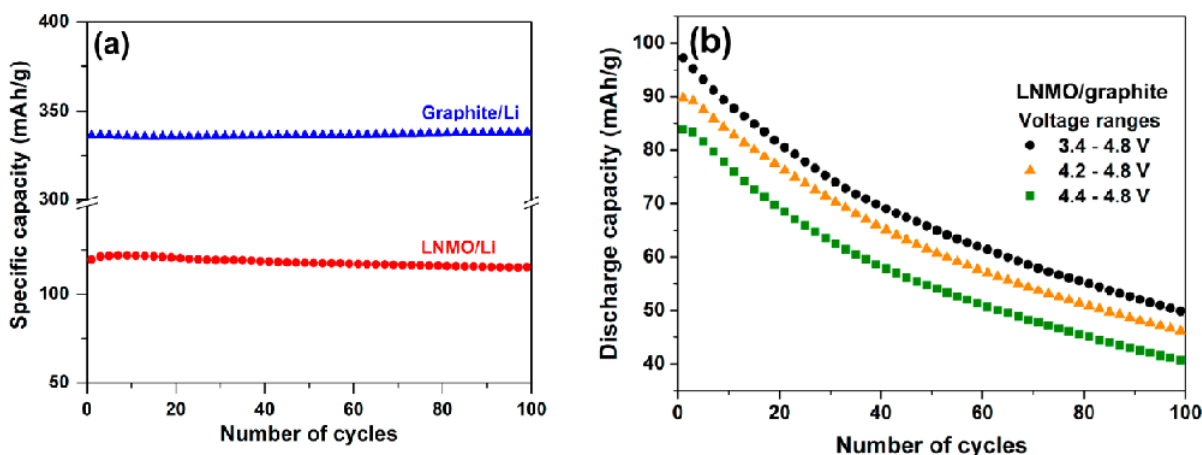 (a)
Specific capacity (mAh/g)
400
350
300
100
50
Graphite/Li
LNMO/Li
0
20
40
60
80
100
Number of cycles
(b)
Discharge capacity (mAh/g)
100
90
80
70
60
50
40
LNMO/graphite
Voltage ranges
3.4 - 4.8 V
4.2 - 4.8 V
4.4 - 4.8 V
0
20
40
60
80
100
Number of cycles